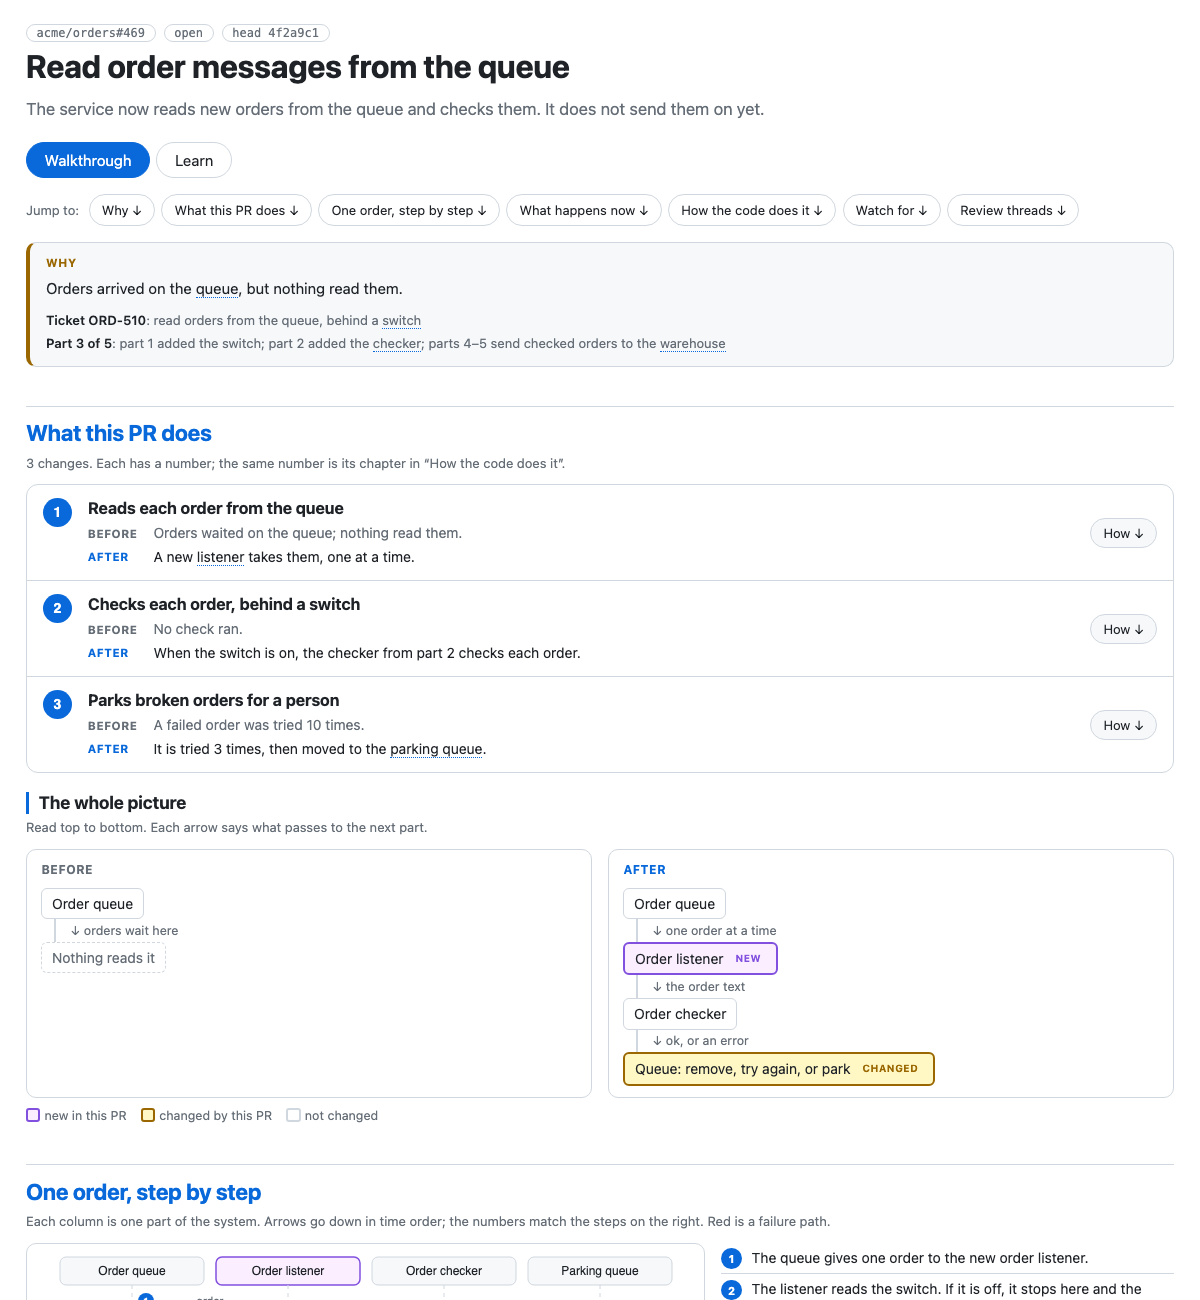 acme/orders#469 open head 4f2a9c1
Read order messages from the queue
The service now reads new orders from the queue and checks them. It does not send them on yet.
Walkthrough Learn
Jump to: Why ↓ What this PR does ↓ One order, step by step ↓ What happens now ↓ How the code does it ↓ Watch for ↓ Review threads ↓
WHY
Orders arrived on the queue, but nothing read them.
Ticket ORD-510: read orders from the queue, behind a switch
Part 3 of 5: part 1 added the switch; part 2 added the checker; parts 4–5 send checked orders to the warehouse
What this PR does
3 changes. Each has a number; the same number is its chapter in “How the code does it”.
1 Reads each order from the queue
BEFORE Orders waited on the queue; nothing read them.
How ↓
AFTER A new listener takes them, one at a time.
2 Checks each order, behind a switch
BEFORE No check ran.
How ↓
AFTER When the switch is on, the checker from part 2 checks each order.
3 Parks broken orders for a person
BEFORE A failed order was tried 10 times.
How ↓
AFTER It is tried 3 times, then moved to the parking queue.
The whole picture
Read top to bottom. Each arrow says what passes to the next part.
BEFORE
Order queue
↓ orders wait here
Nothing reads it
AFTER
Order queue
↓ one order at a time
Order listener NEW
↓ the order text
Order checker
↓ ok, or an error
Queue: remove, try again, or park CHANGED
new in this PR changed by this PR not changed
One order, step by step
Each column is one part of the system. Arrows go down in time order; the numbers match the steps on the right. Red is a failure path.
Order queue Order listener Order checker Parking queue
1 The queue gives one order to the new order listener.
2 The listener reads the switch. If it is off, it stops here and the